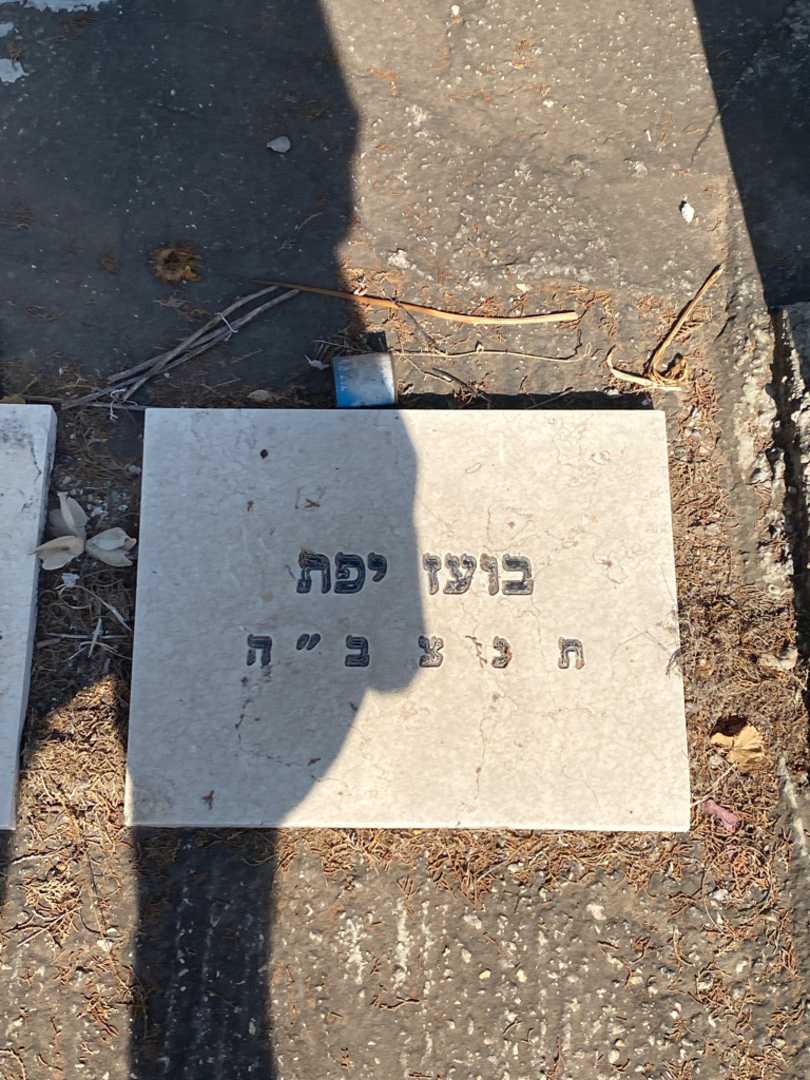 בועז יפת
ת נ צ ב ״ ה